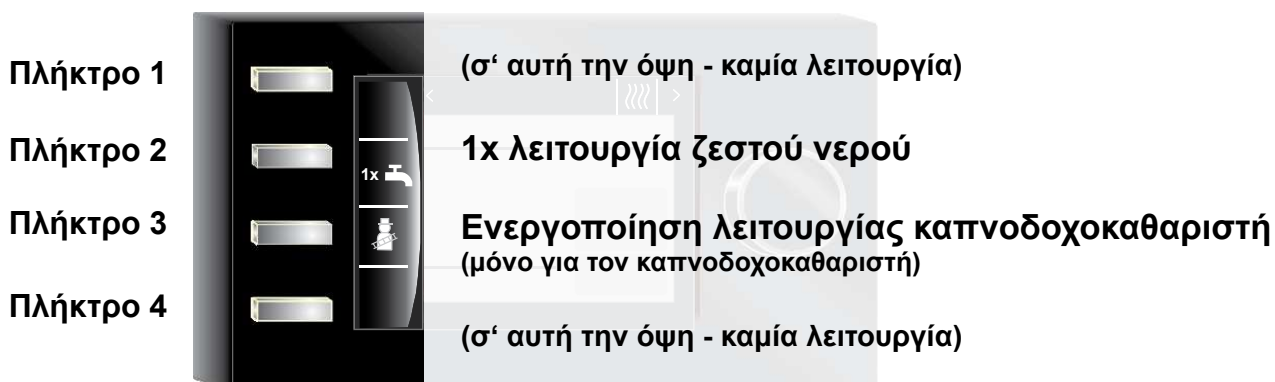 Πλήκτρο 1
(σ‘ αυτή την όψη - καμία λειτουργία)
Πλήκτρο 2
1x λειτουργία ζεστού νερού
1x
Πλήκτρο 3
Ενεργοποίηση λειτουργίας καπνοδοχοκαθαριστή
(μόνο για τον καπνοδοχοκαθαριστή)
Πλήκτρο 4
(σ‘ αυτή την όψη - καμία λειτουργία)